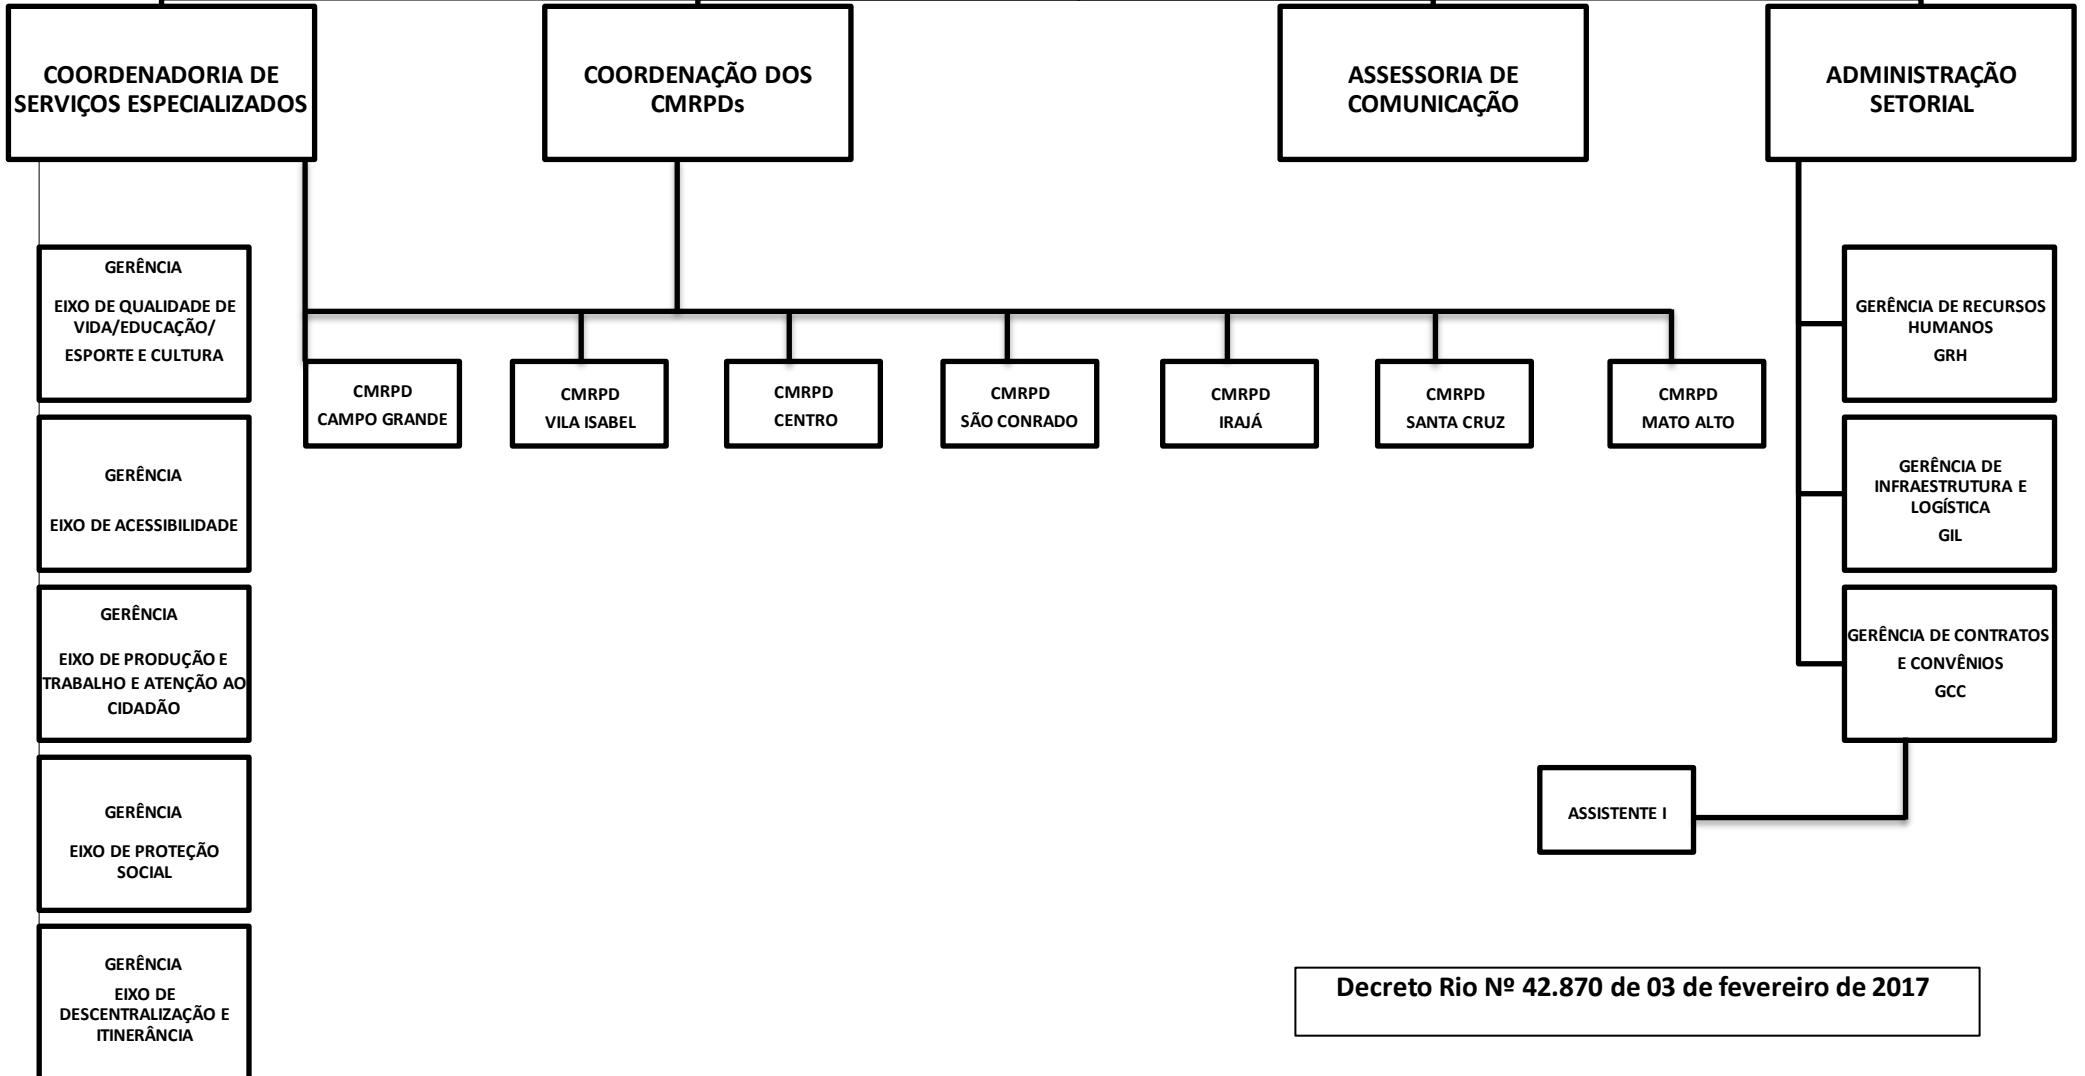 COORDENADORIA DE
SERVIÇOS ESPECIALIZADOS
COORDENAÇÃO DOS
CMRPDs
ASSESSORIA DE
COMUNICAÇÃO
ADMINISTRAÇÃO
SETORIAL
GERÊNCIA
EIXO DE QUALIDADE DE
VIDA/EDUCAÇÃO/
ESPORTE E CULTURA
GERÊNCIA
EIXO DE ACESSIBILIDADE
GERÊNCIA
EIXO DE PRODUÇÃO E
TRABALHO E ATENÇÃO AO
CIDADÃO
GERÊNCIA
EIXO DE PROTEÇÃO
SOCIAL
GERÊNCIA
EIXO DE
DESCENTRALIZAÇÃO E
ITINERÂNCIA
CMRPD
CAMPO GRANDE
CMRPD
VILA ISABEL
CMRPD
CENTRO
CMRPD
SÃO CONRADO
CMRPD
IRAJÁ
CMRPD
SANTA CRUZ
CMRPD
MATO ALTO
GERÊNCIA DE RECURSOS
HUMANOS
GRH
GERÊNCIA DE
INFRAESTRUTURA E
LOGÍSTICA
GIL
GERÊNCIA DE CONTRATOS
E CONVÊNIOS
GCC
ASSISTENTE I
Decreto Rio Nº 42.870 de 03 de fevereiro de 2017